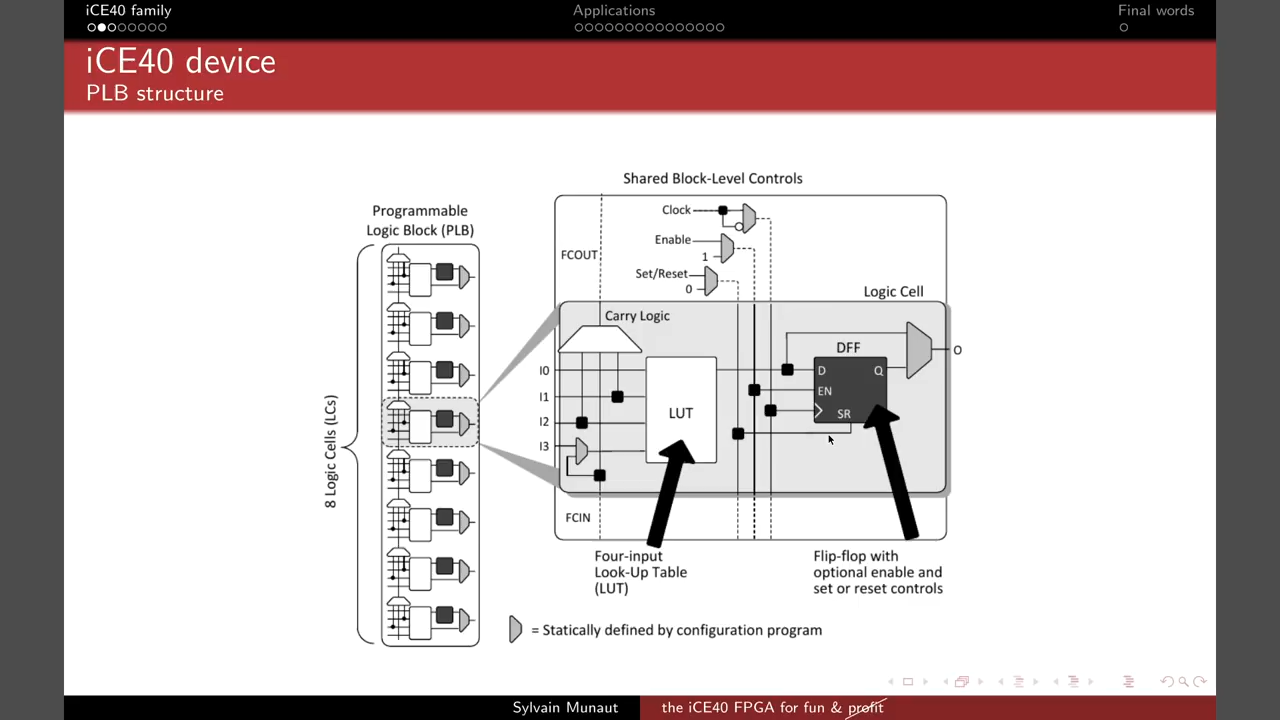 iCE40 family
Applications
Final words
iCE40 device
PLB structure
Shared Block-Level Controls
Programmable
Logic Block (PLB)
Clock
Enable
1
FCOUT
Set/Reset
0
Logic Cell
Carry Logic
DFF
O
I0
D
Q
I1
EN
8 Logic Cells (LCs)
LUT
SR
I2
I3
FCIN
Four-input
Look-Up Table
(LUT)
Flip-flop with
optional enable and
set or reset controls
= Statically defined by configuration program
Sylvain Munaut
the iCE40 FPGA for fun & profit